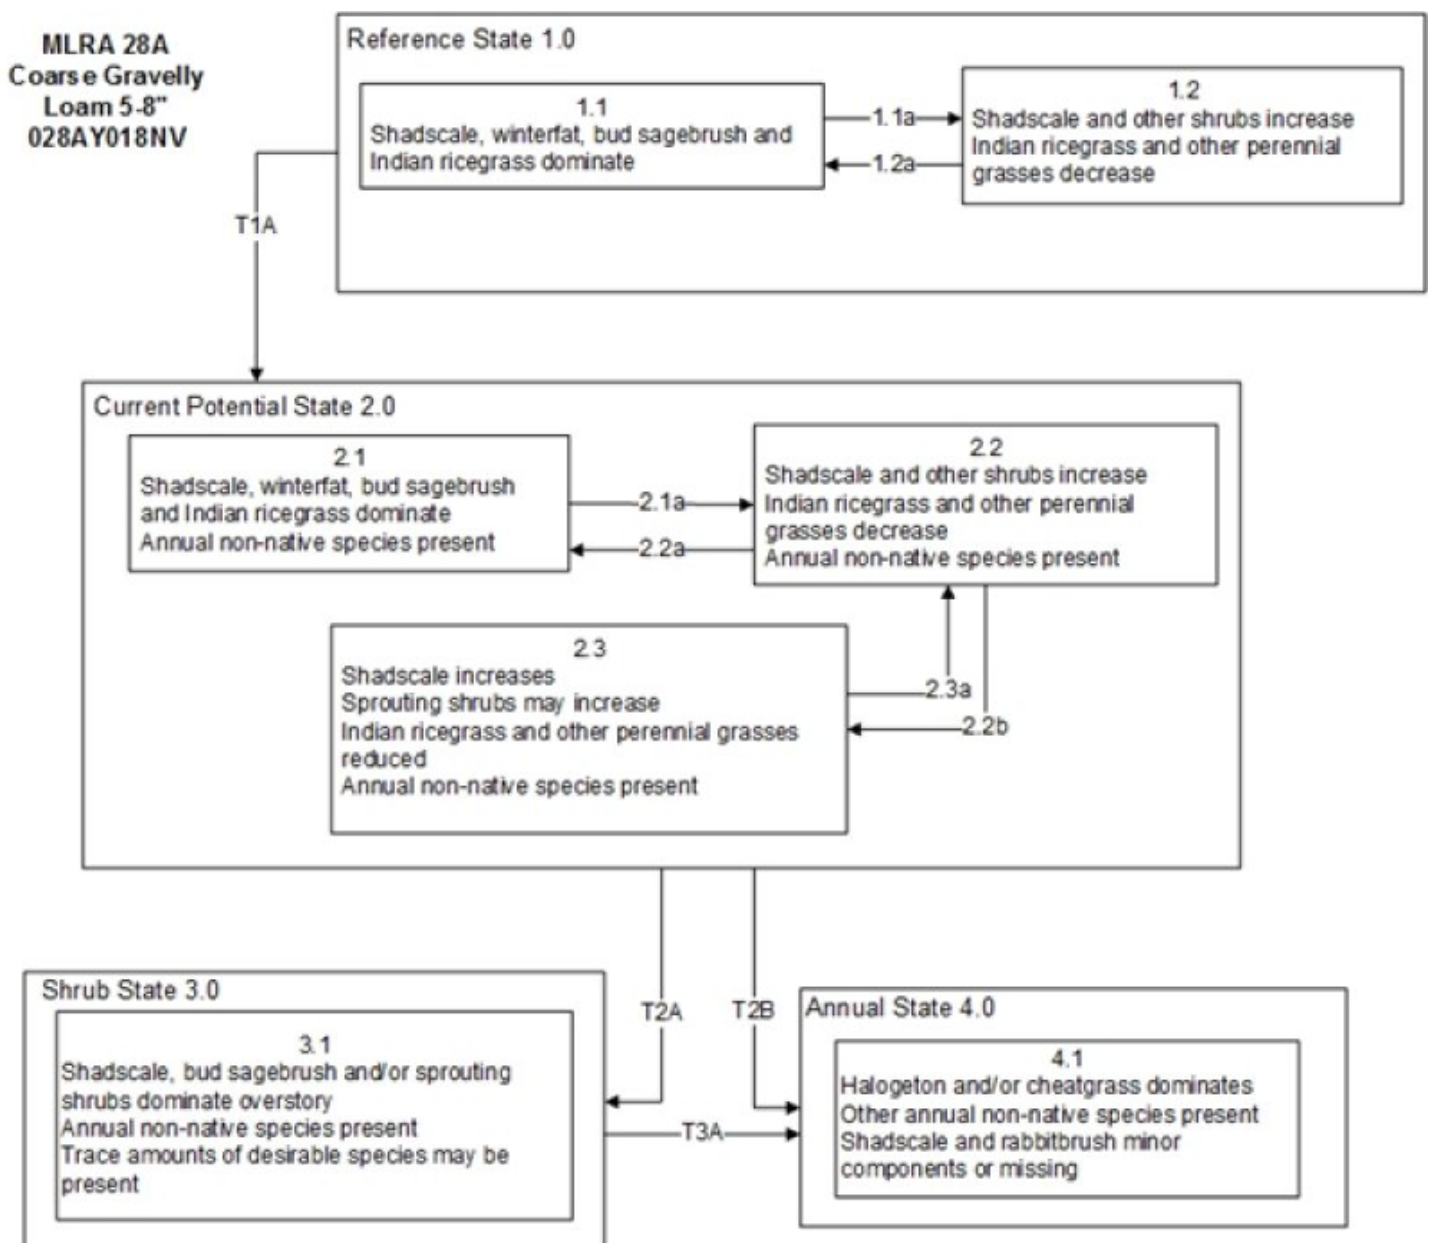 MLRA 28A
Coarse Gravelly
Loam 5-8"
028AY018NV
Reference State 1.0
1.1
Shadscale, winterfat, bud sagebrush and
Indian ricegrass dominate
1.1a
1.2a
1.2
Shadscale and other shrubs increase
Indian ricegrass and other perennial
grasses decrease
T1A
Current Potential State 2.0
2.1
Shadscale, winterfat, bud sagebrush
and Indian ricegrass dominate
Annual non-native species present
2.1a
2.2a
2.2
Shadscale and other shrubs increase
Indian ricegrass and other perennial
grasses decrease
Annual non-native species present
2.3
Shadscale increases
Sprouting shrubs may increase
Indian ricegrass and other perennial grasses
reduced
Annual non-native species present
2.3a
2.2b
T2A
T2B
Shrub State 3.0
3.1
Shadscale, bud sagebrush and/or sprouting
shrubs dominate overstory
Annual non-native species present
Trace amounts of desirable species may be
present
T3A
Annual State 4.0
4.1
Halogeton and/or cheatgrass dominates
Other annual non-native species present
Shadscale and rabbitbrush minor
components or missing